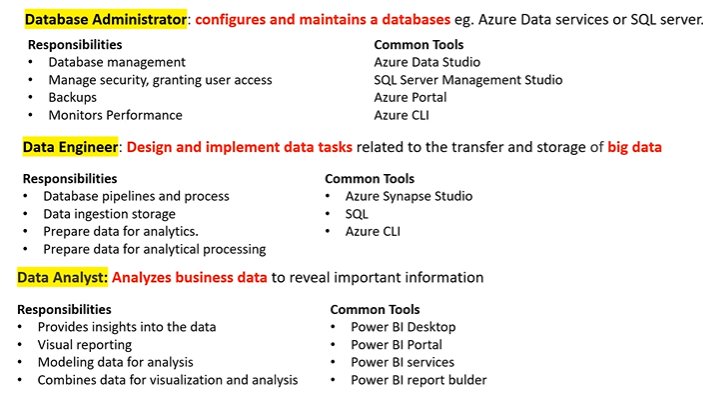 Database Administrator: configures and maintains a databases eg. Azure Data services or SQL server.
Responsibilities
• Database management
• Manage security, granting user access
• Backups
• Monitors Performance
Common Tools
Azure Data Studio
SQL Server Management Studio
Azure Portal
Azure CLI
Data Engineer: Design and implement data tasks related to the transfer and storage of big data
Responsibilities
• Database pipelines and process
• Data ingestion storage
• Prepare data for analytics.
• Prepare data for analytical processing
Common Tools
• Azure Synapse Studio
• SQL
• Azure CLI
Data Analyst: Analyzes business data to reveal important information
Responsibilities
• Provides insights into the data
• Visual reporting
• Modeling data for analysis
• Combines data for visualization and analysis
Common Tools
• Power BI Desktop
• Power BI Portal
• Power BI services
• Power BI report bulder